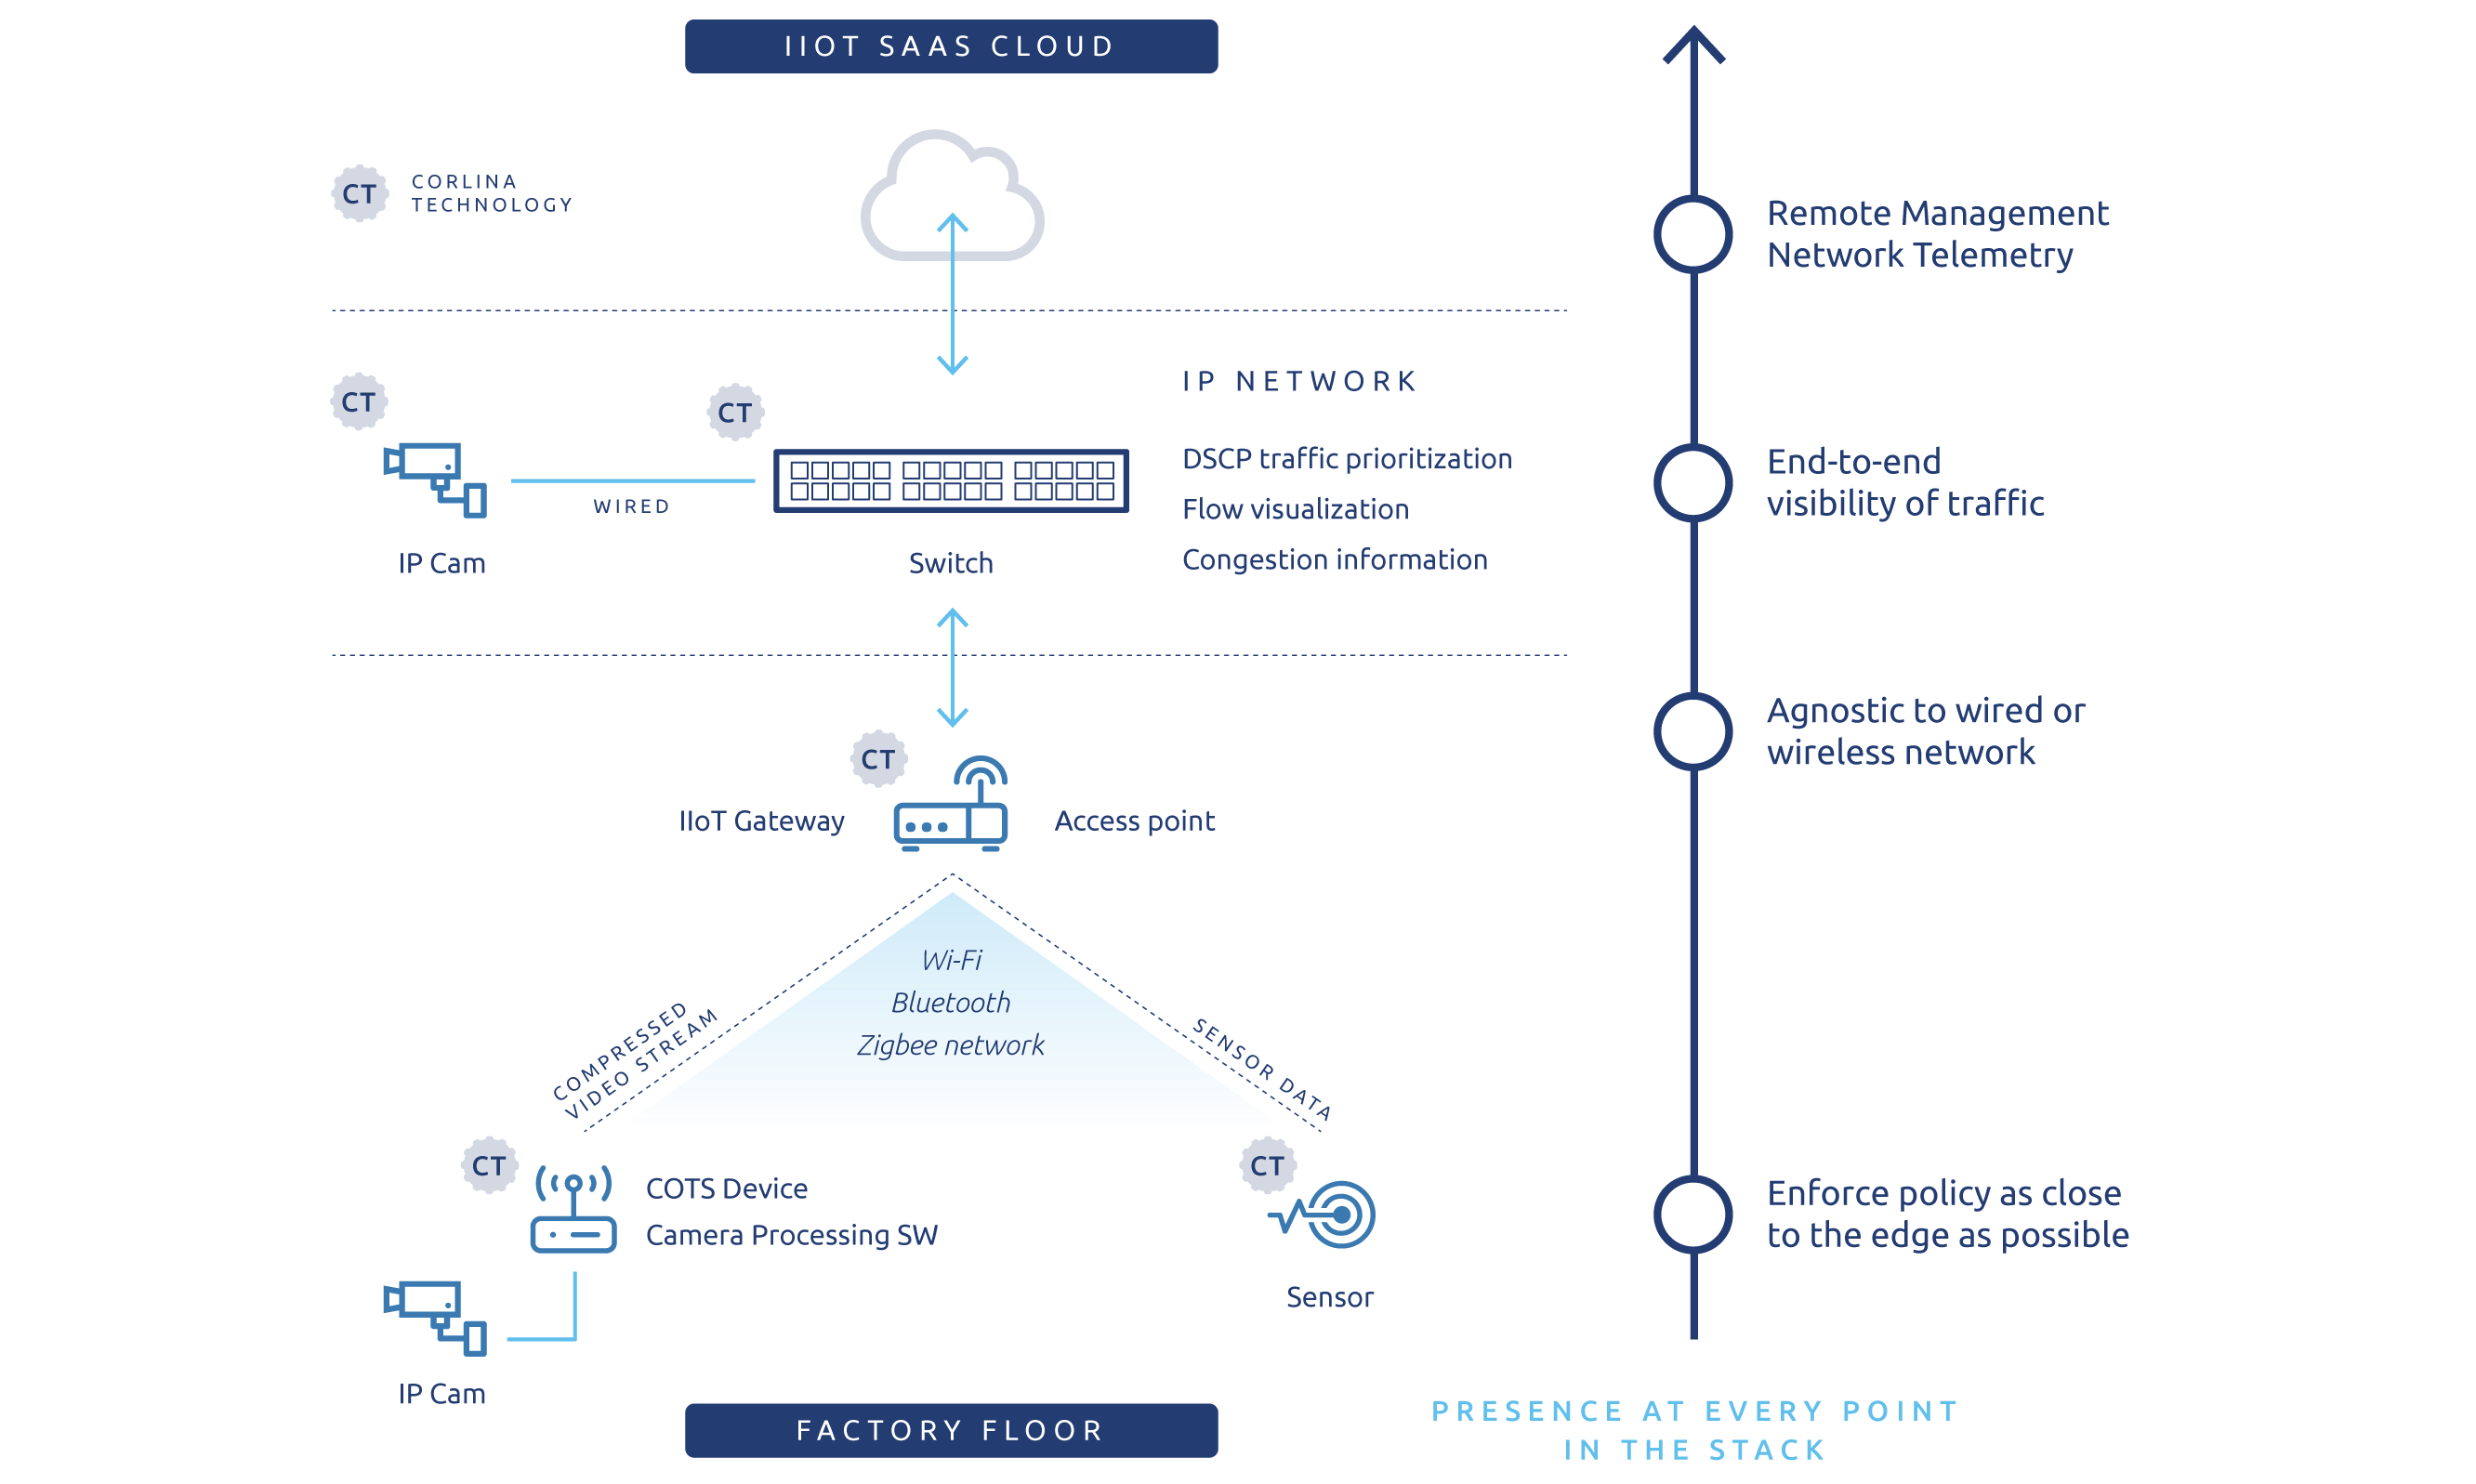 IIOT SAAS CLOUD
CT
CORLINA
TECHNOLOGY
Remote Management
Network Telemetry
CT
CT
WIRED
IP Cam
Switch
IP NETWORK
DSCP traffic prioritization
Flow visualization
Congestion information
End-to-end
visibility of traffic
CT
IIoT Gateway
Access point
Agnostic to wired or
wireless network
Wi-Fi
Bluetooth
Zigbee network
COMPRESSED
VIDEO STREAM
SENSOR DATA
CT
COTS Device
Camera Processing SW
IP Cam
CT
Sensor
Enforce policy as close
to the edge as possible
FACTORY FLOOR
PRESENCE AT EVERY POINT
IN THE STACK